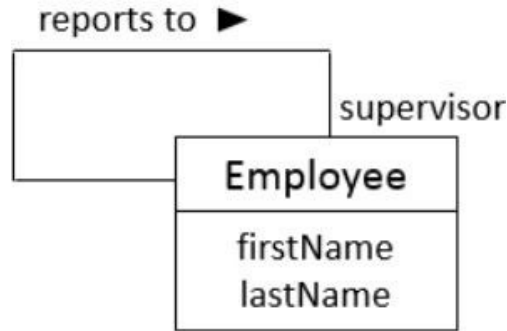 reports to ►
supervisor
Employee
firstName
lastName